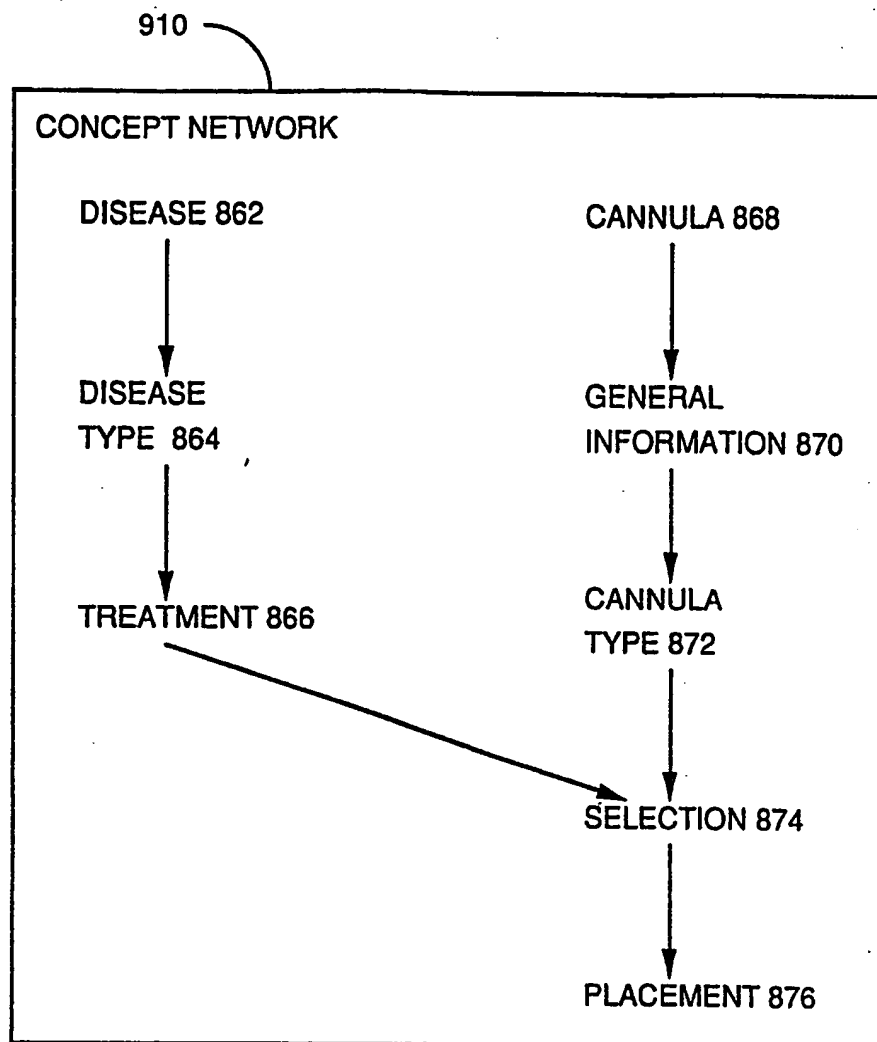 910
CONCEPT NETWORK
DISEASE 862
CANNULA 868
DISEASE
TYPE 864
GENERAL
INFORMATION 870
TREATMENT 866
CANNULA
TYPE 872
SELECTION 874
PLACEMENT 876